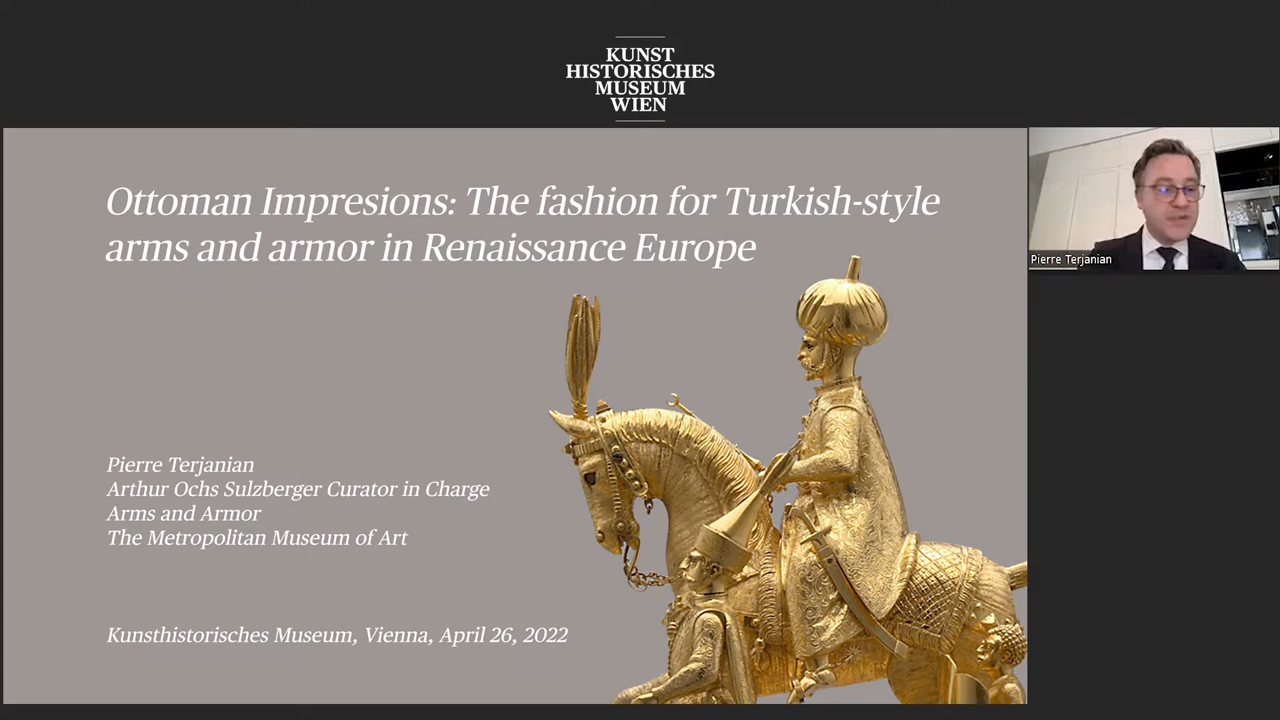 KUNST
HISTORISCHES
MUSEUM
WIEN
Ottoman Impresions: The fashion for Turkish-style
arms and armor in Renaissance Europe
Pierre Terjanian
Pierre Terjanian
Arthur Ochs Sulzberger Curator in Charge
Arms and Armor
The Metropolitan Museum of Art
Kunsthistorisches Museum, Vienna, April 26, 2022